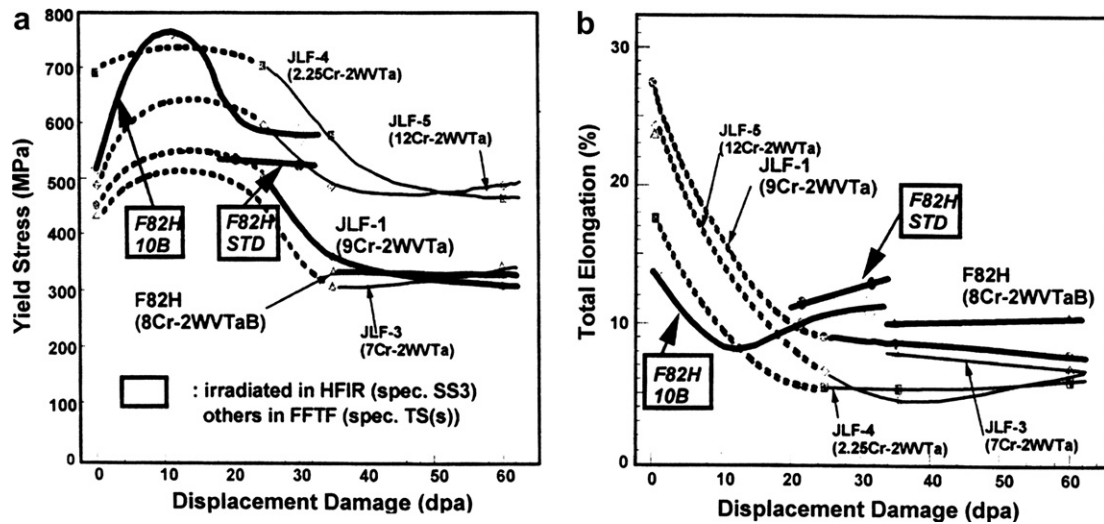 a
Yield Stress (MPa)
800
700
600
500
400
300
200
100
0
JLF-4
(2.25Cr-2WVTa)
JLF-5
(12Cr-2WVTa)
F82H
10B
F82H
STD
JLF-1
(9Cr-2WVTa)
F82H
(8Cr-2WVTaB)
JLF-3
(7Cr-2WVTa)
: irradiated in HFIR (spec. SS3)
others in FFTF (spec. TS(s))
0 10 20 30 40 50 60
Displacement Damage (dpa)
b
Total Elongation (%)
30
20
10
0
JLF-5
(12Cr-2WVTa)
JLF-1
(9Cr-2WVTa)
F82H
STD
F82H
(8Cr-2WVTaB)
F82H
10B
JLF-4
(2.25Cr-2WVTa)
JLF-3
(7Cr-2WVTa)
0 10 20 30 40 50 60
Displacement Damage (dpa)